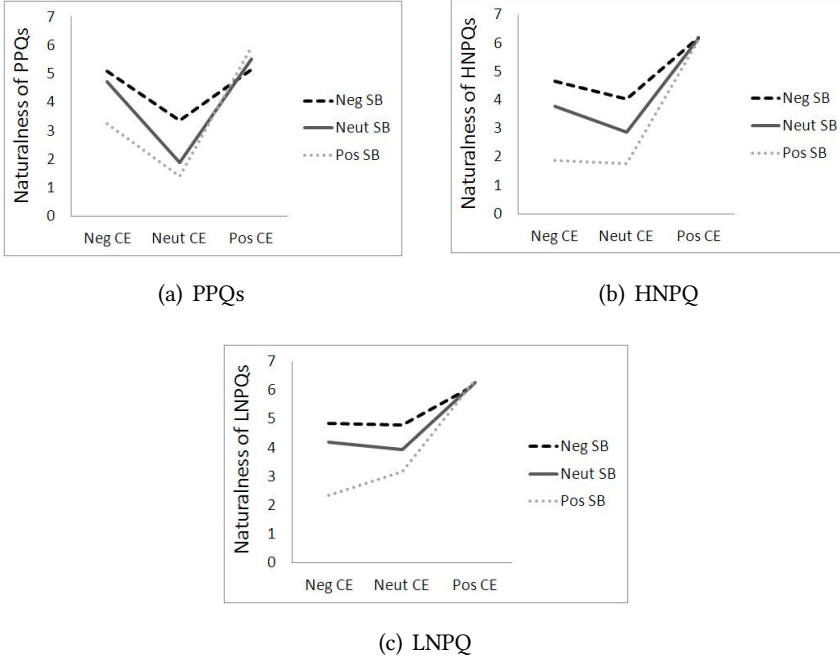 Naturalness of PPQs
7
6
5
4
3
2
1
0
Neg CE Neut CE Pos CE
Neg SB
Neut SB
Pos SB
(a) PPQs
Naturalness of HNPQs
7
6
5
4
3
2
1
0
Neg CE Neut CE Pos CE
Neg SB
Neut SB
Pos SB
(b) HNPQ
Naturalness of LNPQs
7
6
5
4
3
2
1
0
Neg CE Neut CE Pos CE
Neg SB
Neut SB
Pos SB
(c) LNPQ